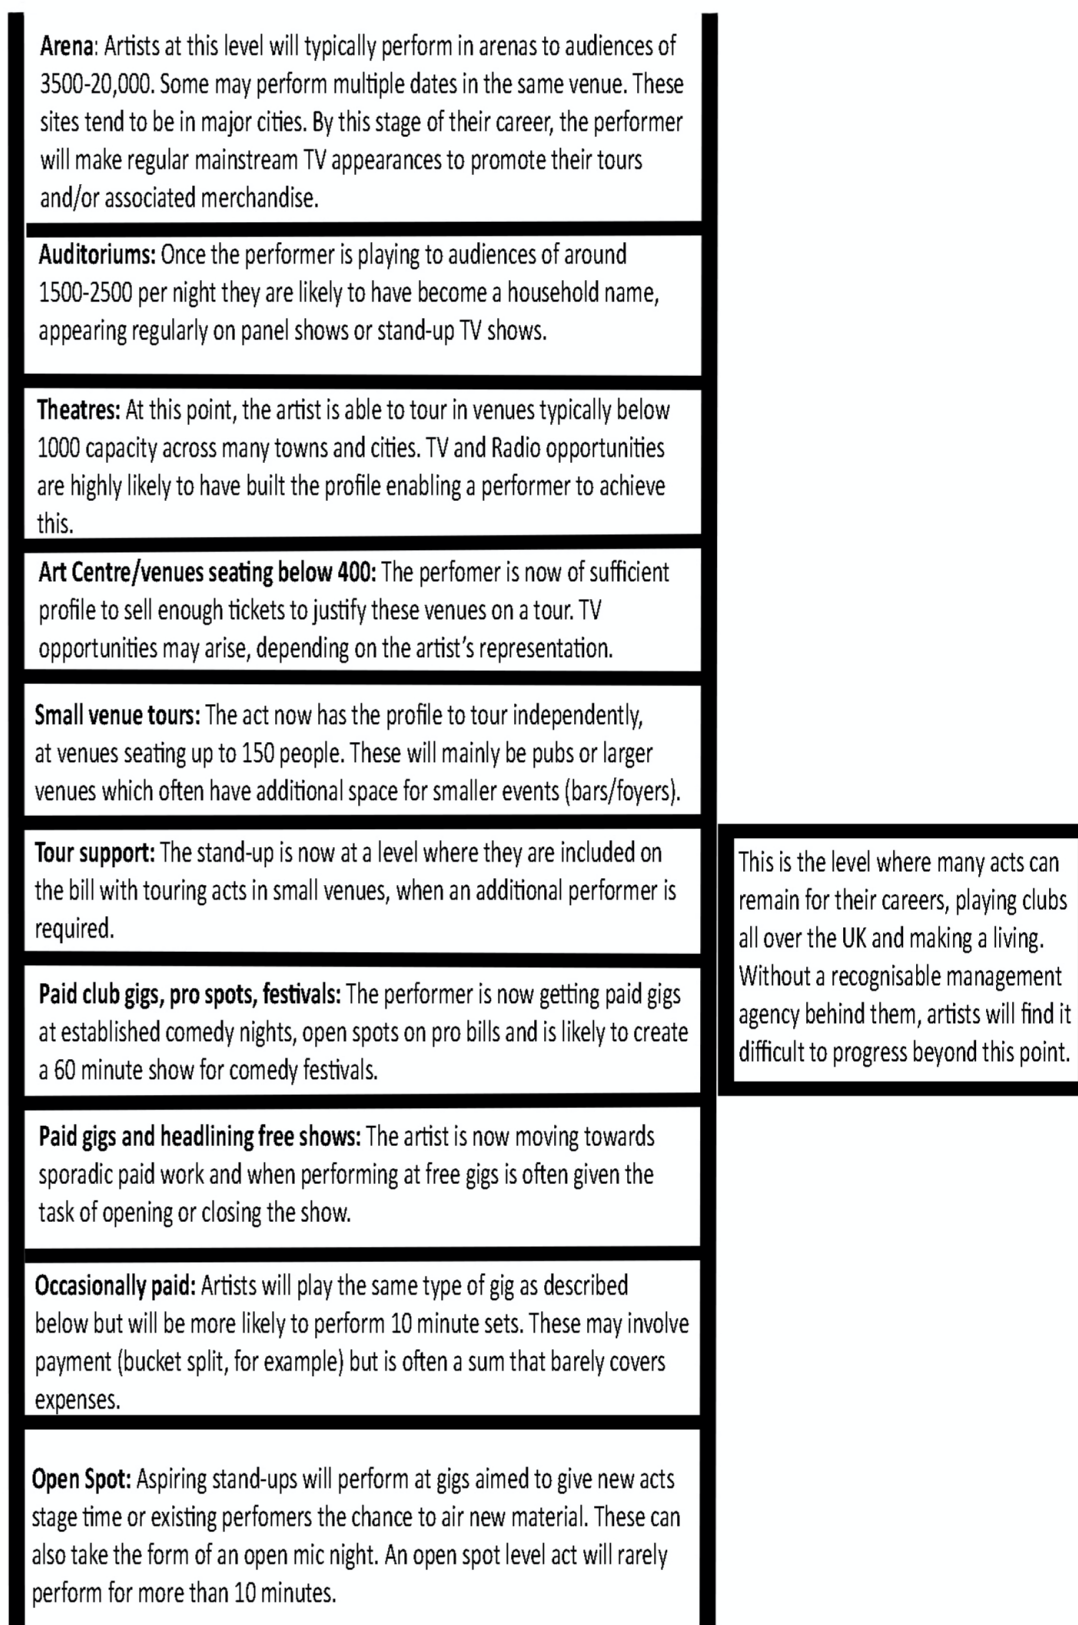 Arena: Artists at this level will typically perform in arenas to audiences of
3500-20,000. Some may perform multiple dates in the same venue. These
sites tend to be in major cities. By this stage of their career, the performer
will make regular mainstream TV appearances to promote their tours
and/or associated merchandise.
Auditoriums: Once the performer is playing to audiences of around
1500-2500 per night they are likely to have become a household name,
appearing regularly on panel shows or stand-up TV shows.
Theatres: At this point, the artist is able to tour in venues typically below
1000 capacity across many towns and cities. TV and Radio opportunities
are highly likely to have built the profile enabling a performer to achieve
this.
Art Centre/venues seating below 400: The perfomer is now of sufficient
profile to sell enough tickets to justify these venues on a tour. TV
opportunities may arise, depending on the artist's representation.
Small venue tours: The act now has the profile to tour independently,
at venues seating up to 150 people. These will mainly be pubs or larger
venues which often have additional space for smaller events (bars/foyers).
Tour support: The stand-up is now at a level where they are included on
the bill with touring acts in small venues, when an additional performer is
required.
This is the level where many acts can
remain for their careers, playing clubs
all over the UK and making a living.
Without a recognisable management
agency behind them, artists will find it
difficult to progress beyond this point.
Paid club gigs, pro spots, festivals: The performer is now getting paid gigs
at established comedy nights, open spots on pro bills and is likely to create
a 60 minute show for comedy festivals.
Paid gigs and headlining free shows: The artist is now moving towards
sporadic paid work and when performing at free gigs is often given the
task of opening or closing the show.
Occasionally paid: Artists will play the same type of gig as described
below but will be more likely to perform 10 minute sets. These may involve
payment (bucket split, for example) but is often a sum that barely covers
expenses.
Open Spot: Aspiring stand-ups will perform at gigs aimed to give new acts
stage time or existing perfomers the chance to air new material. These can
also take the form of an open mic night. An open spot level act will rarely
perform for more than 10 minutes.